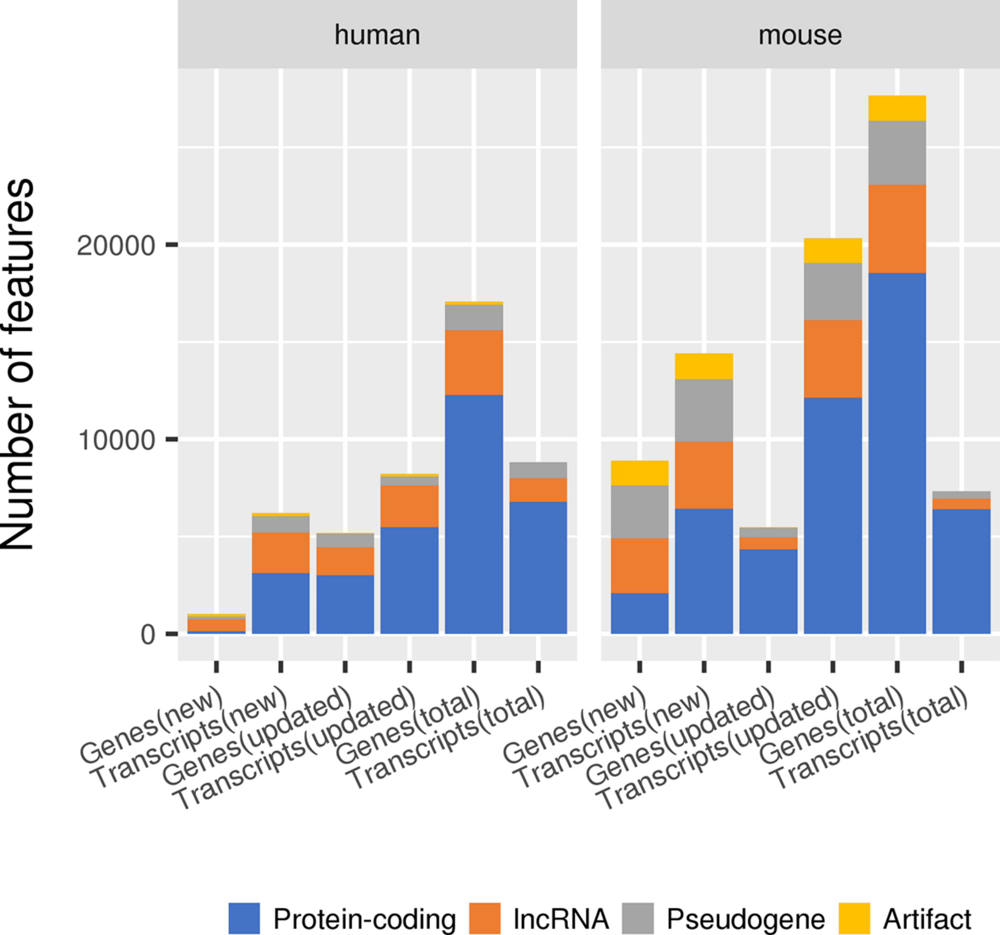 human
mouse
Number of features
20000
10000
0
Genes(new)
Transcripts(new)
Genes(updated)
Transcripts(updated)
Genes(total)
Transcripts(total)
Genes(new)
Transcripts(new)
Genes(updated)
Transcripts(updated)
Genes(total)
Transcripts(total)
Protein-coding lncRNA Pseudogene Artifact